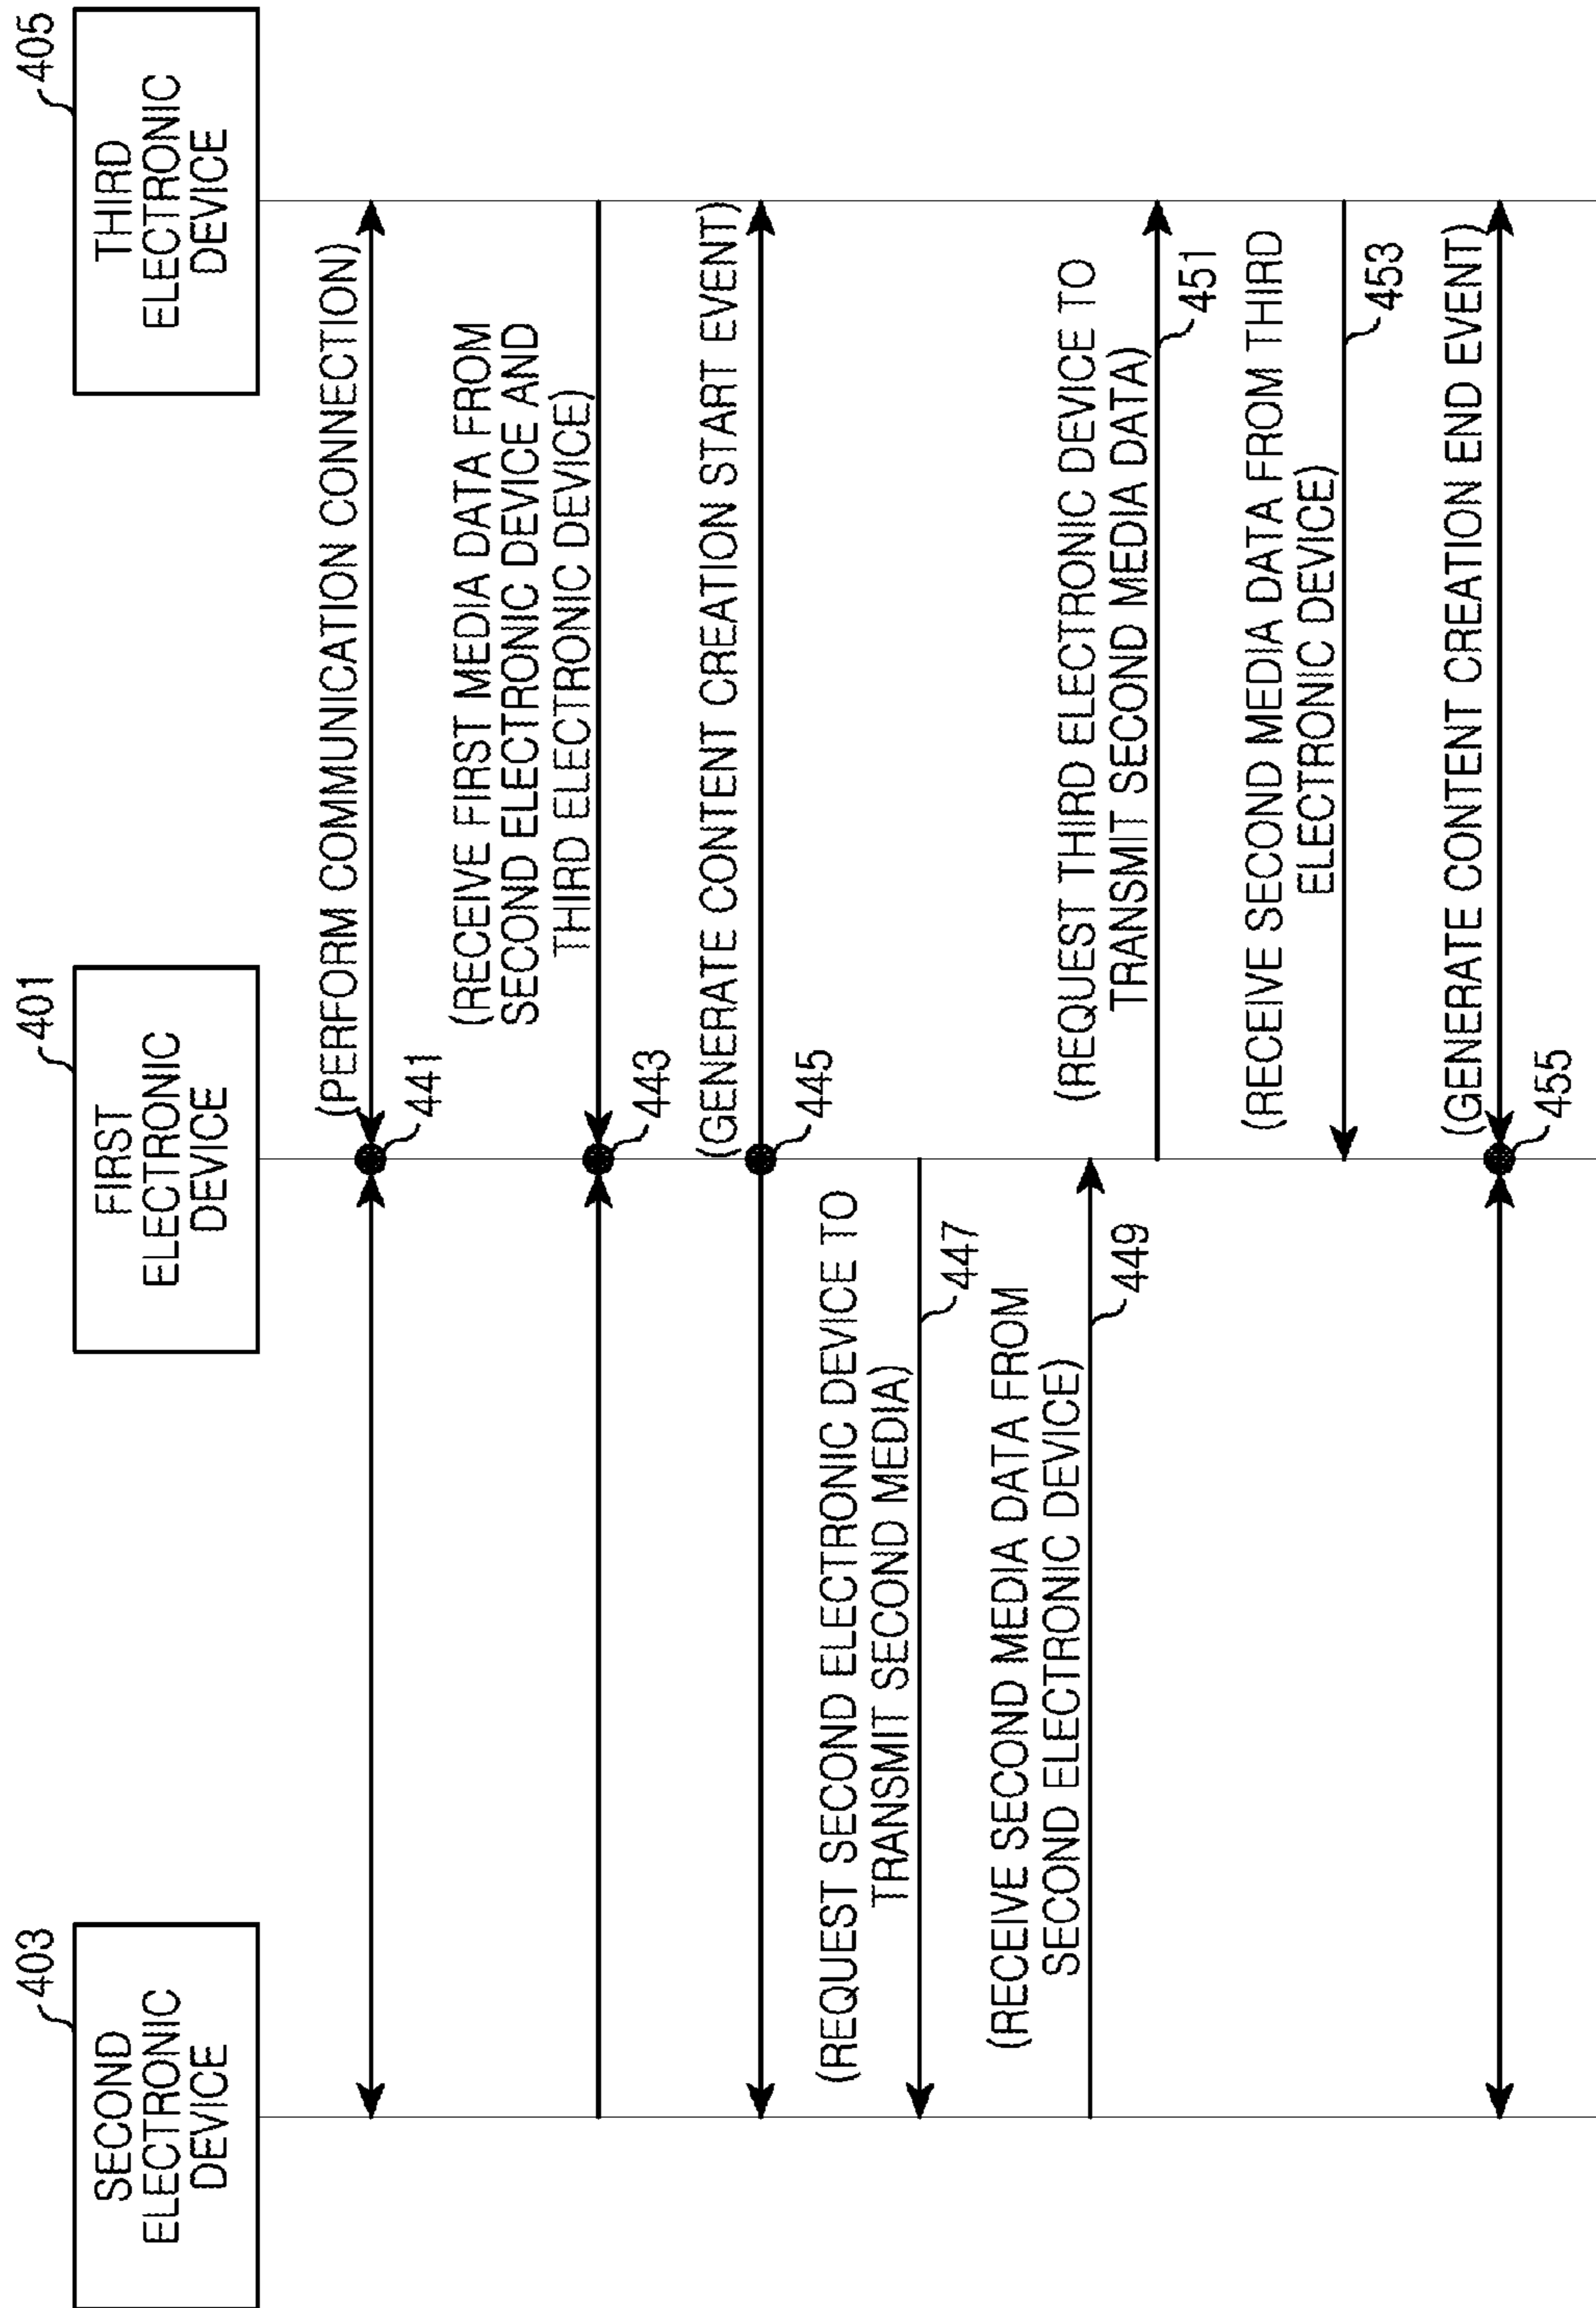 403
SECOND
ELECTRONIC
DEVICE
401
FIRST
ELECTRONIC
DEVICE
405
THIRD
ELECTRONIC
DEVICE
(PERFORM COMMUNICATION CONNECTION)
441
(RECEIVE FIRST MEDIA DATA FROM
SECOND ELECTRONIC DEVICE AND
THIRD ELECTRONIC DEVICE)
443
(GENERATE CONTENT CREATION START EVENT)
445
(REQUEST SECOND ELECTRONIC DEVICE TO
TRANSMIT SECOND MEDIA)
447
(RECEIVE SECOND MEDIA DATA FROM
SECOND ELECTRONIC DEVICE)
449
(REQUEST THIRD ELECTRONIC DEVICE TO
TRANSMIT SECOND MEDIA DATA)
451
(RECEIVE SECOND MEDIA DATA FROM THIRD
ELECTRONIC DEVICE)
453
(GENERATE CONTENT CREATION END EVENT)
455